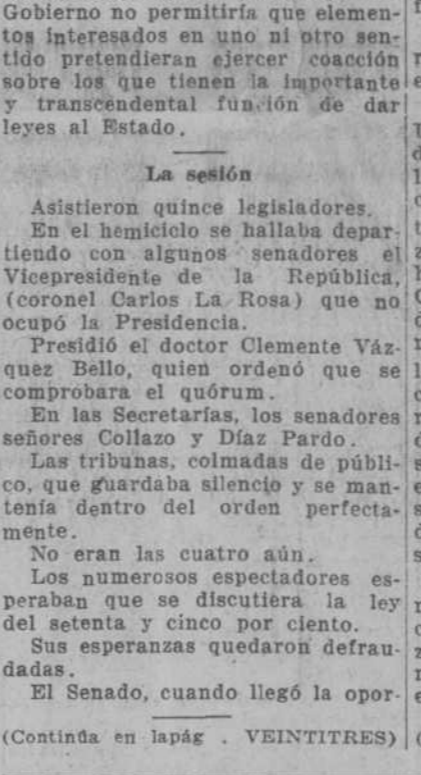 Gobierno no permitiría que elemen-
tos interesados en uno ni otro sen-
tido pretendieran ejercer coacción
sobre los que tienen la importante
y transcendental función de dar
leyes al Estado.
La sesión
Asistieron quince legisladores.
En el hemiciclo se hallaba depar-
tiendo con algunos senadores el
Vicepresidente de la República,
(coronel Carlos La Rosa) que no
ocupó la Presidencia.
Presidió el doctor Clemente Váz-
quez Bello, quien ordenó que se
comprobara el quórum.
En las Secretarías, los senadores
señores Collazo y Díaz Pardo.
Las tribunas, colmadas de públi-
co, que guardaba silencio y se man-
tenía dentro del orden perfecta-
mente.
No eran las cuatro aún.
Los numerosos espectadores es-
peraban que se discutiera la ley
del setenta y cinco por ciento.
Sus esperanzas quedaron defrau-
dadas.
El Senado, cuando llegó la opor-
(Continúa en lapág . VEINTITRES)